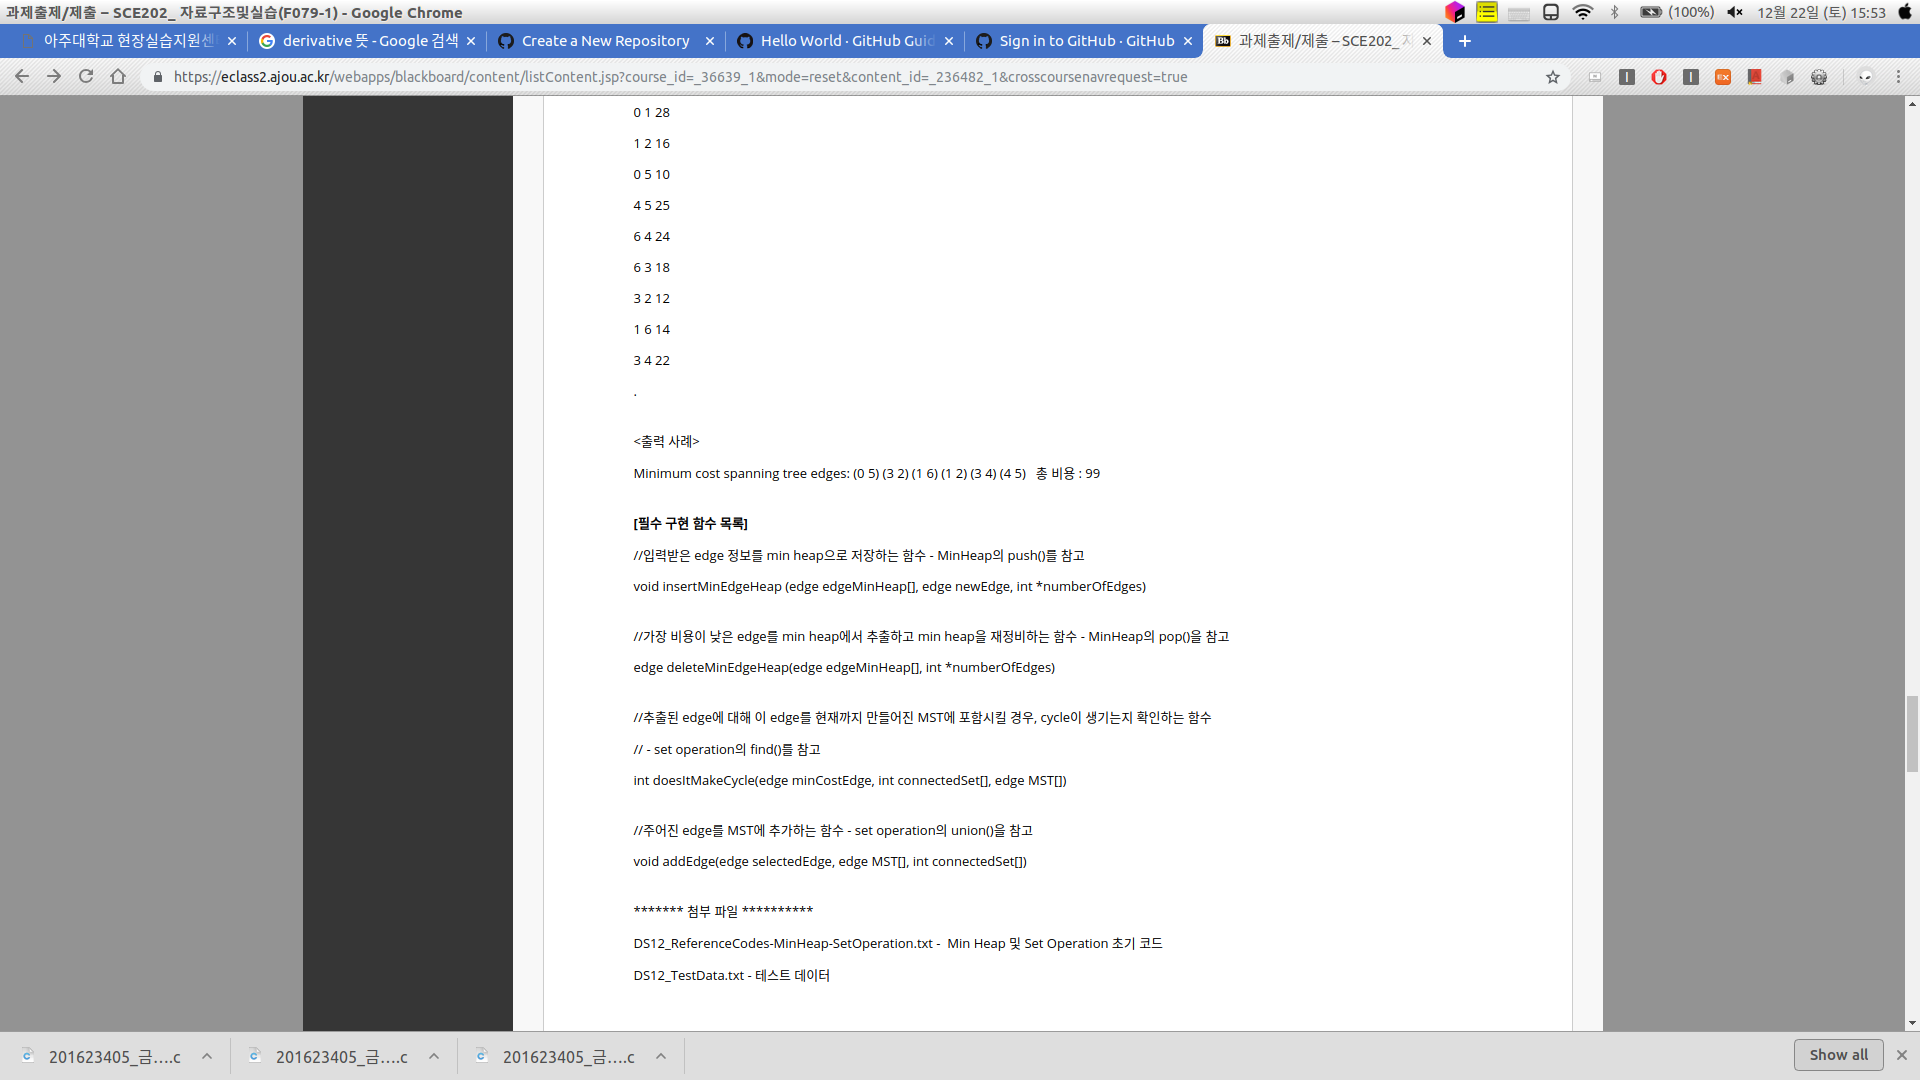 과제출제/제출 – SCE202_ 자료구조및실습(F079-1) - Google Chrome
(100%)
12월 22일 (토) 15:53
아주대학교 현장실습지원센
derivative 뜻 - Google 검색
Create a New Repository
Hello World · GitHub Guid
Sign in to GitHub · GitHub
과제출제/제출 – SCE202_
https://eclass2.ajou.ac.kr/webapps/blackboard/content/listContent.jsp?course_id=_36639_1&mode=reset&content_id=_236482_1&crosscoursenavrequest=true
0 1 28
1 2 16
0 5 10
4 5 25
6 4 24
6 3 18
3 2 12
1 6 14
3 4 22
.
<출력 사례>
Minimum cost spanning tree edges: (0 5) (3 2) (1 6) (1 2) (3 4) (4 5)   총 비용 : 99
[필수 구현 함수 목록]
//입력받은 edge 정보를 min heap으로 저장하는 함수 - MinHeap의 push()를 참고
void insertMinEdgeHeap (edge edgeMinHeap[], edge newEdge, int *numberOfEdges)
//가장 비용이 낮은 edge를 min heap에서 추출하고 min heap을 재정비하는 함수 - MinHeap의 pop()을 참고
edge deleteMinEdgeHeap(edge edgeMinHeap[], int *numberOfEdges)
//추출된 edge에 대해 이 edge를 현재까지 만들어진 MST에 포함시킬 경우, cycle이 생기는지 확인하는 함수
// - set operation의 find()를 참고
int doesItMakeCycle(edge minCostEdge, int connectedSet[], edge MST[])
//주어진 edge를 MST에 추가하는 함수 - set operation의 union()을 참고
void addEdge(edge selectedEdge, edge MST[], int connectedSet[])
******* 첨부 파일 **********
DS12_ReferenceCodes-MinHeap-SetOperation.txt -  Min Heap 및 Set Operation 초기 코드
DS12_TestData.txt - 테스트 데이터
201623405_금….c
201623405_금….c
201623405_금….c
Show all